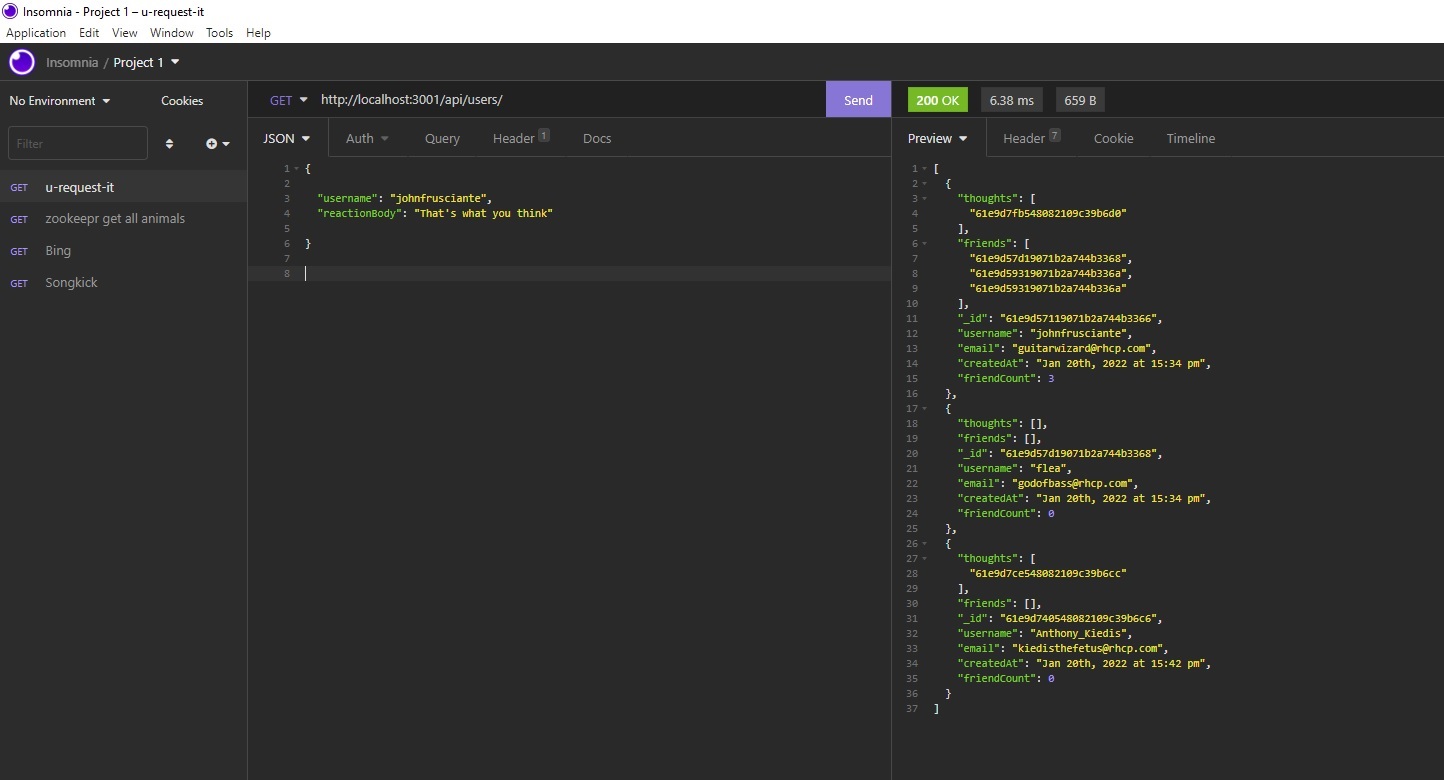 Insomnia - Project 1 – u-request-it
Application Edit View Window Tools Help
Insomnia / Project 1
No Environment Cookies
Filter
GET u-request-it
GET zookeepr get all animals
GET Bing
GET Songkick
GET http://localhost:3001/api/users/ Send
JSON Auth Query Header 1 Docs
1 {
2
3 "username": "johnfrusciante",
4 "reactionBody": "That's what you think"
5
6 }
7
8
200 OK 6.38 ms 659 B
Preview Header 7 Cookie Timeline
1 [
2 {
3 "thoughts": [
4 "61e9d7fb548082109c39b6d0"
5 ],
6 "friends": [
7 "61e9d57d19071b2a744b3368",
8 "61e9d59319071b2a744b336a",
9 "61e9d59319071b2a744b336a"
10 ],
11 "_id": "61e9d57119071b2a744b3366",
12 "username": "johnfrusciante",
13 "email": "guitarwizard@rhcp.com",
14 "createdAt": "Jan 20th, 2022 at 15:34 pm",
15 "friendCount": 3
16 },
17 {
18 "thoughts": [],
19 "friends": [],
20 "_id": "61e9d57d19071b2a744b3368",
21 "username": "flea",
22 "email": "godofbass@rhcp.com",
23 "createdAt": "Jan 20th, 2022 at 15:34 pm",
24 "friendCount": 0
25 },
26 {
27 "thoughts": [
28 "61e9d7ce548082109c39b6cc"
29 ],
30 "friends": [],
31 "_id": "61e9d740548082109c39b6c6",
32 "username": "Anthony_Kiedis",
33 "email": "kiedisthefetus@rhcp.com",
34 "createdAt": "Jan 20th, 2022 at 15:42 pm",
35 "friendCount": 0
36 }
37 ]